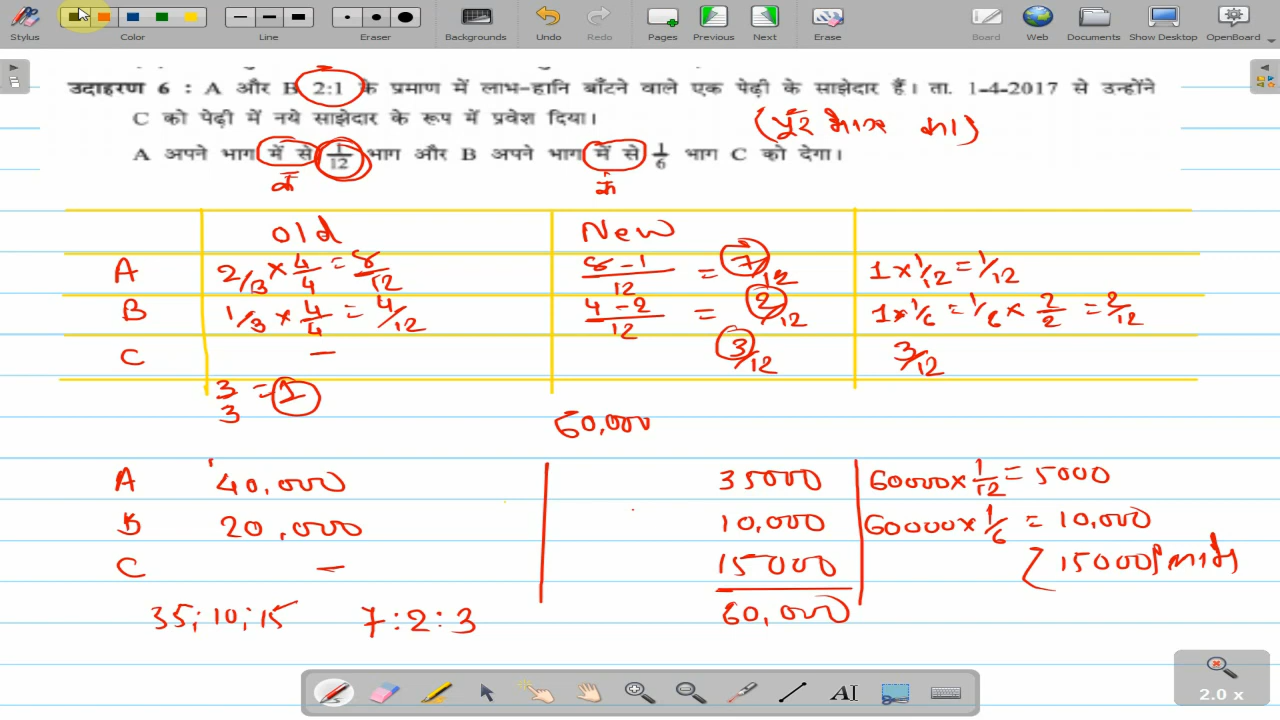 Stylus Color Line Eraser Backgrounds Undo Redo Pages Previous Next Erase Board Web Documents Show Desktop OpenBoard
उदाहरण 6 : A और B 2:1 के प्रमाण में लाभ-हानि बाँटने वाले एक पेढ़ी के साझेदार हैं। ता. 1-4-2017 से उन्होंने
C को पेढ़ी में नये साझेदार के रूप में प्रवेश दिया।
A अपने भाग में से 1/12 भाग और B अपने भाग में से 1/6 भाग C को देगा।
Old New
A 2/3 × 4/4 = 8/12 8-1/12 = 7/12 1 × 1/12 = 1/12
B 1/3 × 4/4 = 4/12 4-2/12 = 2/12 1 × 1/6 = 1/6 × 2/2 = 2/12
C — 3/12 3/12
3/3 = 1
60,000
A 40,000 35000 60000 × 1/12 = 5000
B 20,000 10,000 60000 × 1/6 = 10,000
C — 15000 15000
60,000
35:10:15 7:2:3
2.0 x